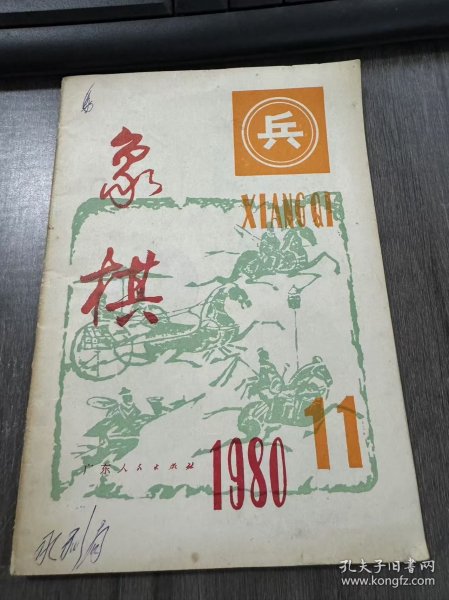 兵
象棋
XIANG QI
广东人民出版社
1980
11
孔夫子旧书网
www.kongfz.com